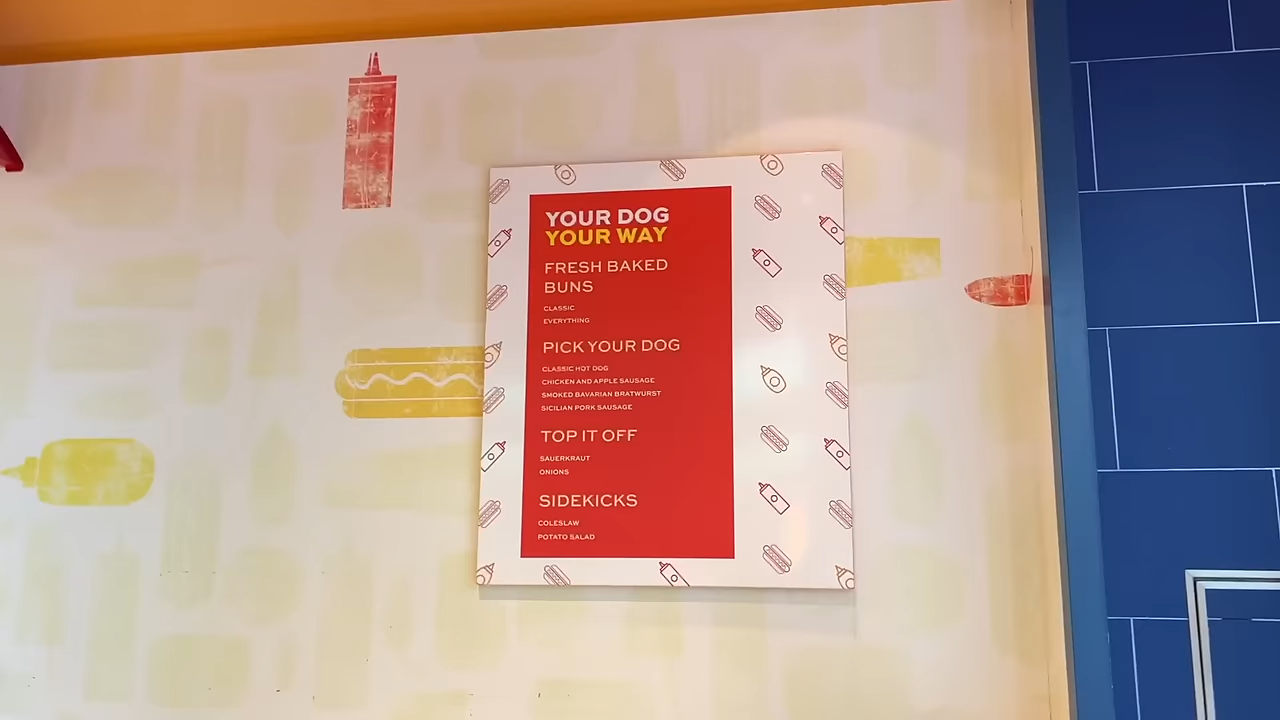 YOUR DOG
YOUR WAY
FRESH BAKED
BUNS
CLASSIC
EVERYTHING
PICK YOUR DOG
CLASSIC HOT DOG
CHICKEN AND APPLE SAUSAGE
SMOKED BAVARIAN BRATWURST
SICILIAN PORK SAUSAGE
TOP IT OFF
SAUERKRAUT
ONIONS
SIDEKICKS
COLESLAW
POTATO SALAD